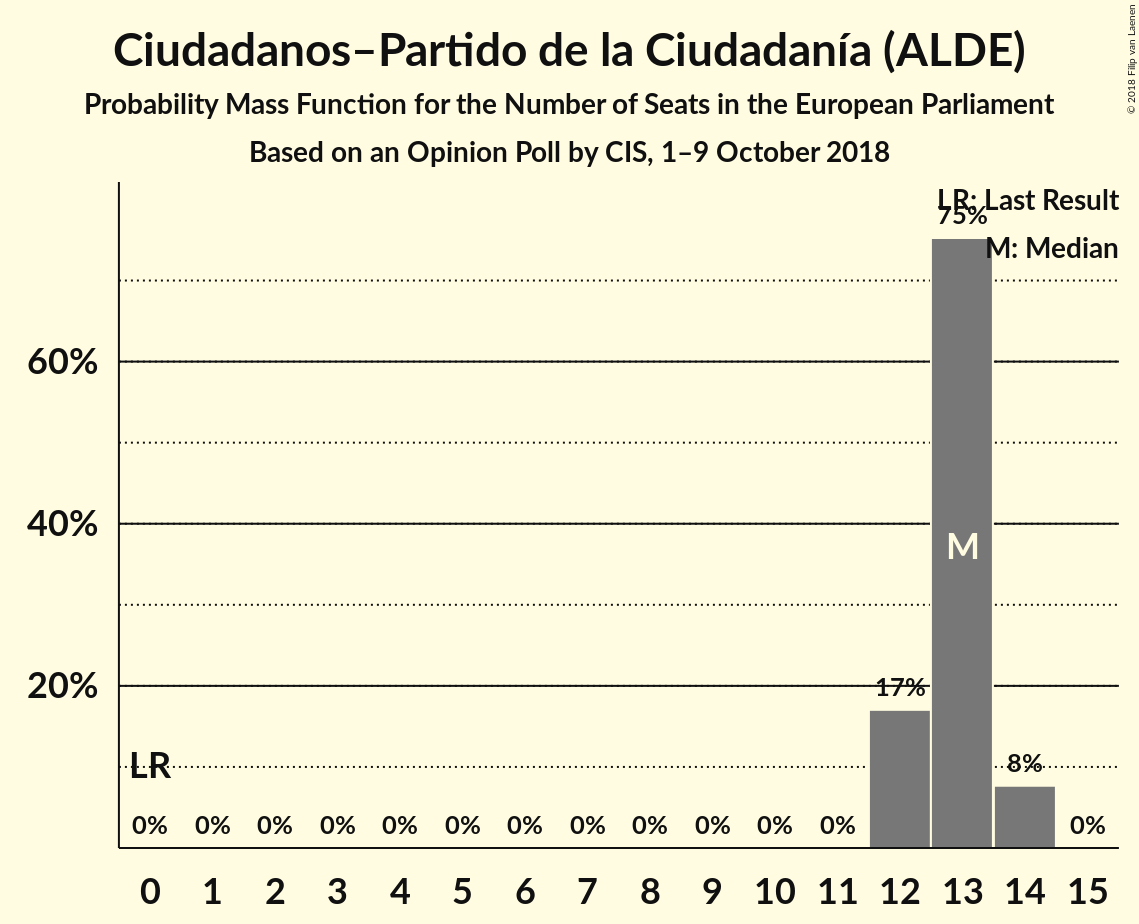 Ciudadanos–Partido de la Ciudadanía (ALDE)
Probability Mass Function for the Number of Seats in the European Parliament
Based on an Opinion Poll by CIS, 1–9 October 2018
© 2018 Filip van Laenen
LR: Last Result
M: Median
75%
60%
40%
M
20%
17%
LR
8%
0% 0% 0% 0% 0% 0% 0% 0% 0% 0% 0% 0% 0%
0 1 2 3 4 5 6 7 8 9 10 11 12 13 14 15